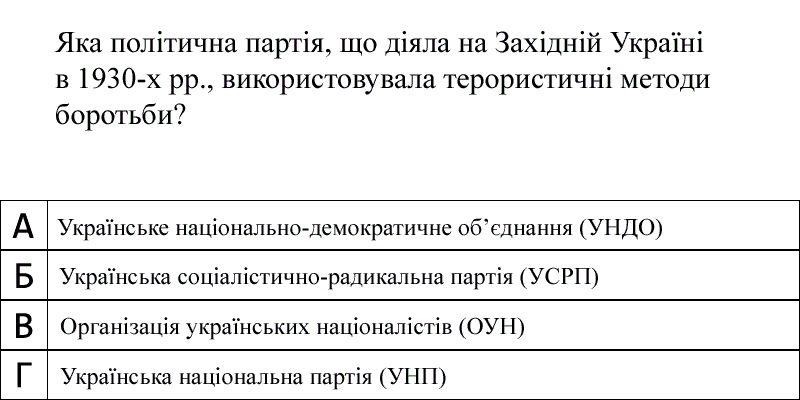 Яка політична партія, що діяла на Західній Україні
в 1930-х рр., використовувала терористичні методи
боротьби?
А Українське національно-демократичне об’єднання (УНДО)
Б Українська соціалістично-радикальна партія (УСРП)
В Організація українських націоналістів (ОУН)
Г Українська національна партія (УНП)